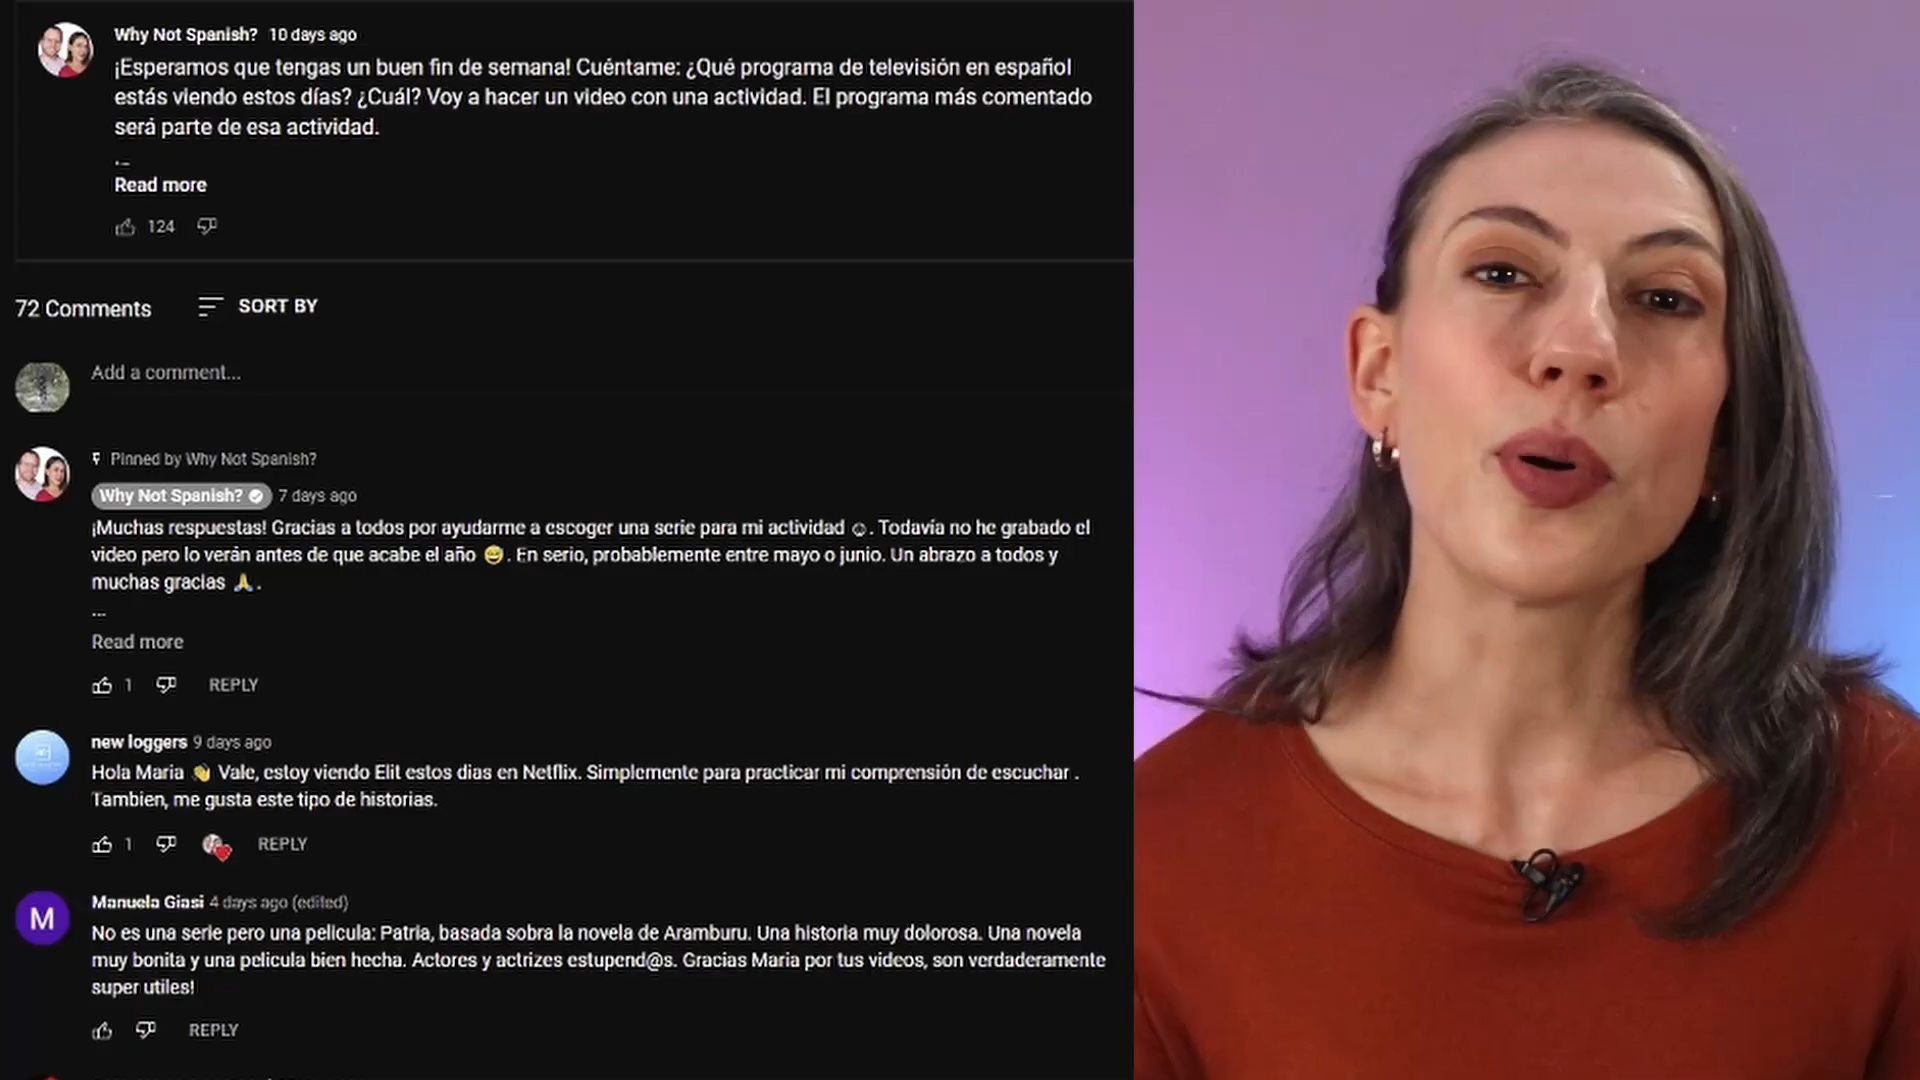 Why Not Spanish? 10 days ago
¡Esperamos que tengas un buen fin de semana! Cuéntame: ¿Qué programa de televisión en español
estás viendo estos días? ¿Cuál? Voy a hacer un video con una actividad. El programa más comentado
será parte de esa actividad.
Read more
124
72 Comments SORT BY
Add a comment...
Pinned by Why Not Spanish?
Why Not Spanish? 7 days ago
¡Muchas respuestas! Gracias a todos por ayudarme a escoger una serie para mi actividad ☺. Todavía no he grabado el
video pero lo verán antes de que acabe el año 😅. En serio, probablemente entre mayo o junio. Un abrazo a todos y
muchas gracias 🙏.
...
Read more
1 REPLY
new loggers 9 days ago
Hola Maria 👋 Vale, estoy viendo Elit estos dias en Netflix. Simplemente para practicar mi comprensión de escuchar .
Tambien, me gusta este tipo de historias.
1 REPLY
M
Manuela Giasi 4 days ago (edited)
No es una serie pero una pelicula: Patria, basada sobra la novela de Aramburu. Una historia muy dolorosa. Una novela
muy bonita y una pelicula bien hecha. Actores y actrizes estupend@s. Gracias Maria por tus videos, son verdaderamente
super utiles!
REPLY